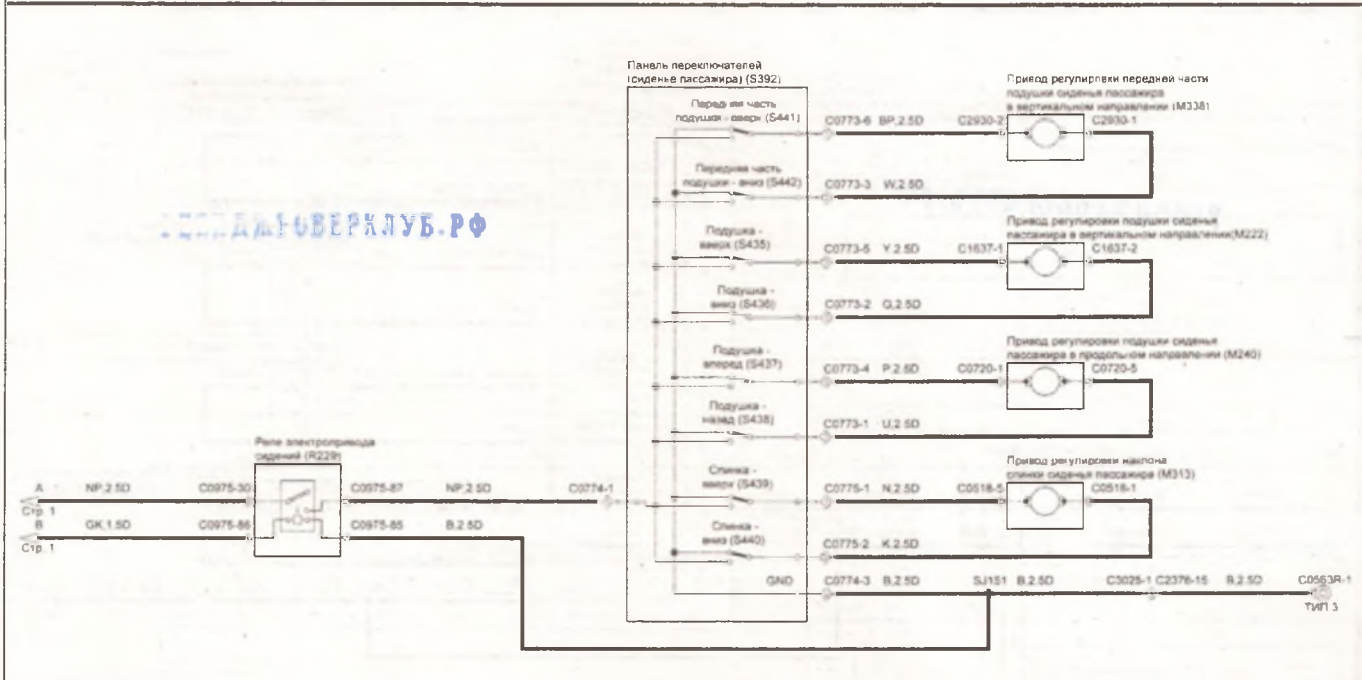 Панель переключателей
(сиденье пассажира) (S392)
Привод регулировки передней части
подушки сиденья пассажира
в вертикальном направлении (M338)
Передняя часть
подушки - вверх (S441)
C0773-6 BP,2.5D C2930-2 C2930-1
Передняя часть
подушки - вниз (S442)
C0773-3 W,2.5D
ВЕРКЛУБ.РФ
Привод регулировки подушки сиденья
пассажира в вертикальном направлении(M222)
Подушка -
вверх (S435)
C0773-5 Y,2.5D C1637-1 C1637-2
Подушка -
вниз (S436)
C0773-2 G,2.5D
Привод регулировки подушки сиденья
пассажира в продольном направлении (M240)
Подушка -
вперед (S437)
C0773-4 P,2.5D C0720-1 C0720-5
Подушка -
назад (S438)
C0773-1 U,2.5D
Реле электропривода
сидений (R229)
Привод регулировки наклона
спинки сиденья пассажира (M313)
Спинка -
вверх (S439)
A NP,2.5D C0975-30 C0975-87 NP,2.5D C0774-1 C0775-1 N,2.5D C0518-5 C0518-1
Стр. 1
B GK,1.5D C0975-86 C0975-85 B,2.5D
Стр. 1
Спинка -
вниз (S440)
C0775-2 K,2.5D
GND C0774-3 B,2.5D SJ151 B,2.5D C3025-1 C2378-15 B,2.5D C0563R-1
ТИП 3